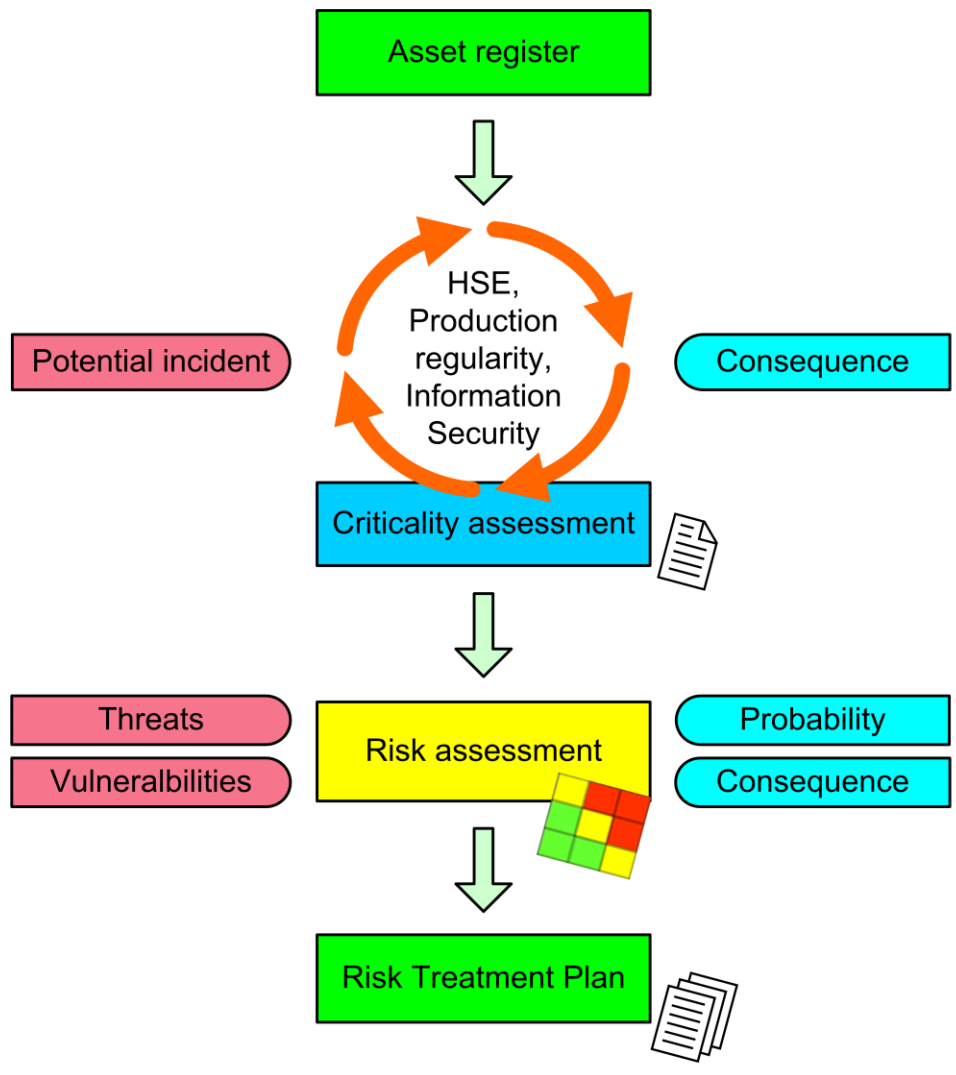 Asset register
HSE,
Production
regularity,
Information
Security
Potential incident
Consequence
Criticality assessment
Threats
Vulneralbilities
Risk assessment
Probability
Consequence
Risk Treatment Plan